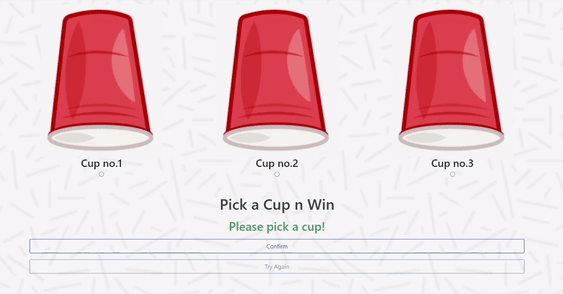 Cup no.1 Cup no.2 Cup no.3
Pick a Cup n Win
Please pick a cup!
Confirm
Try Again